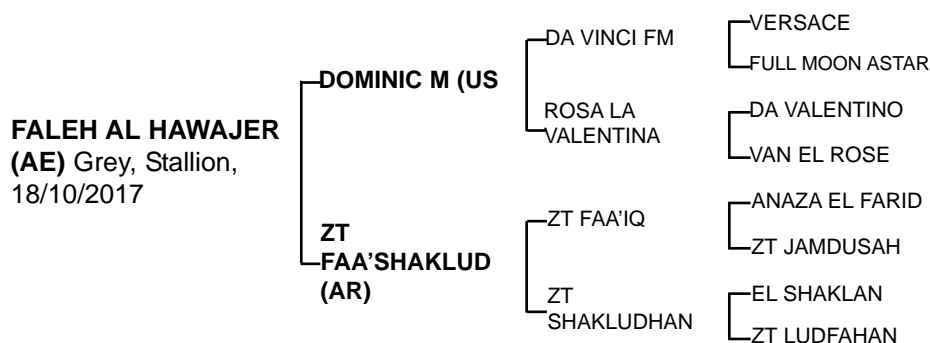 FALEH AL HAWAJER
(AE) Grey, Stallion,
18/10/2017
DOMINIC M (US
ZT
FAA'SHAKLUD
(AR)
DA VINCI FM
ROSA LA
VALENTINA
ZT FAA'IQ
ZT
SHAKLUDHAN
VERSACE
FULL MOON ASTAR
DA VALENTINO
VAN EL ROSE
ANAZA EL FARID
ZT JAMDUSAH
EL SHAKLAN
ZT LUDFAHAN